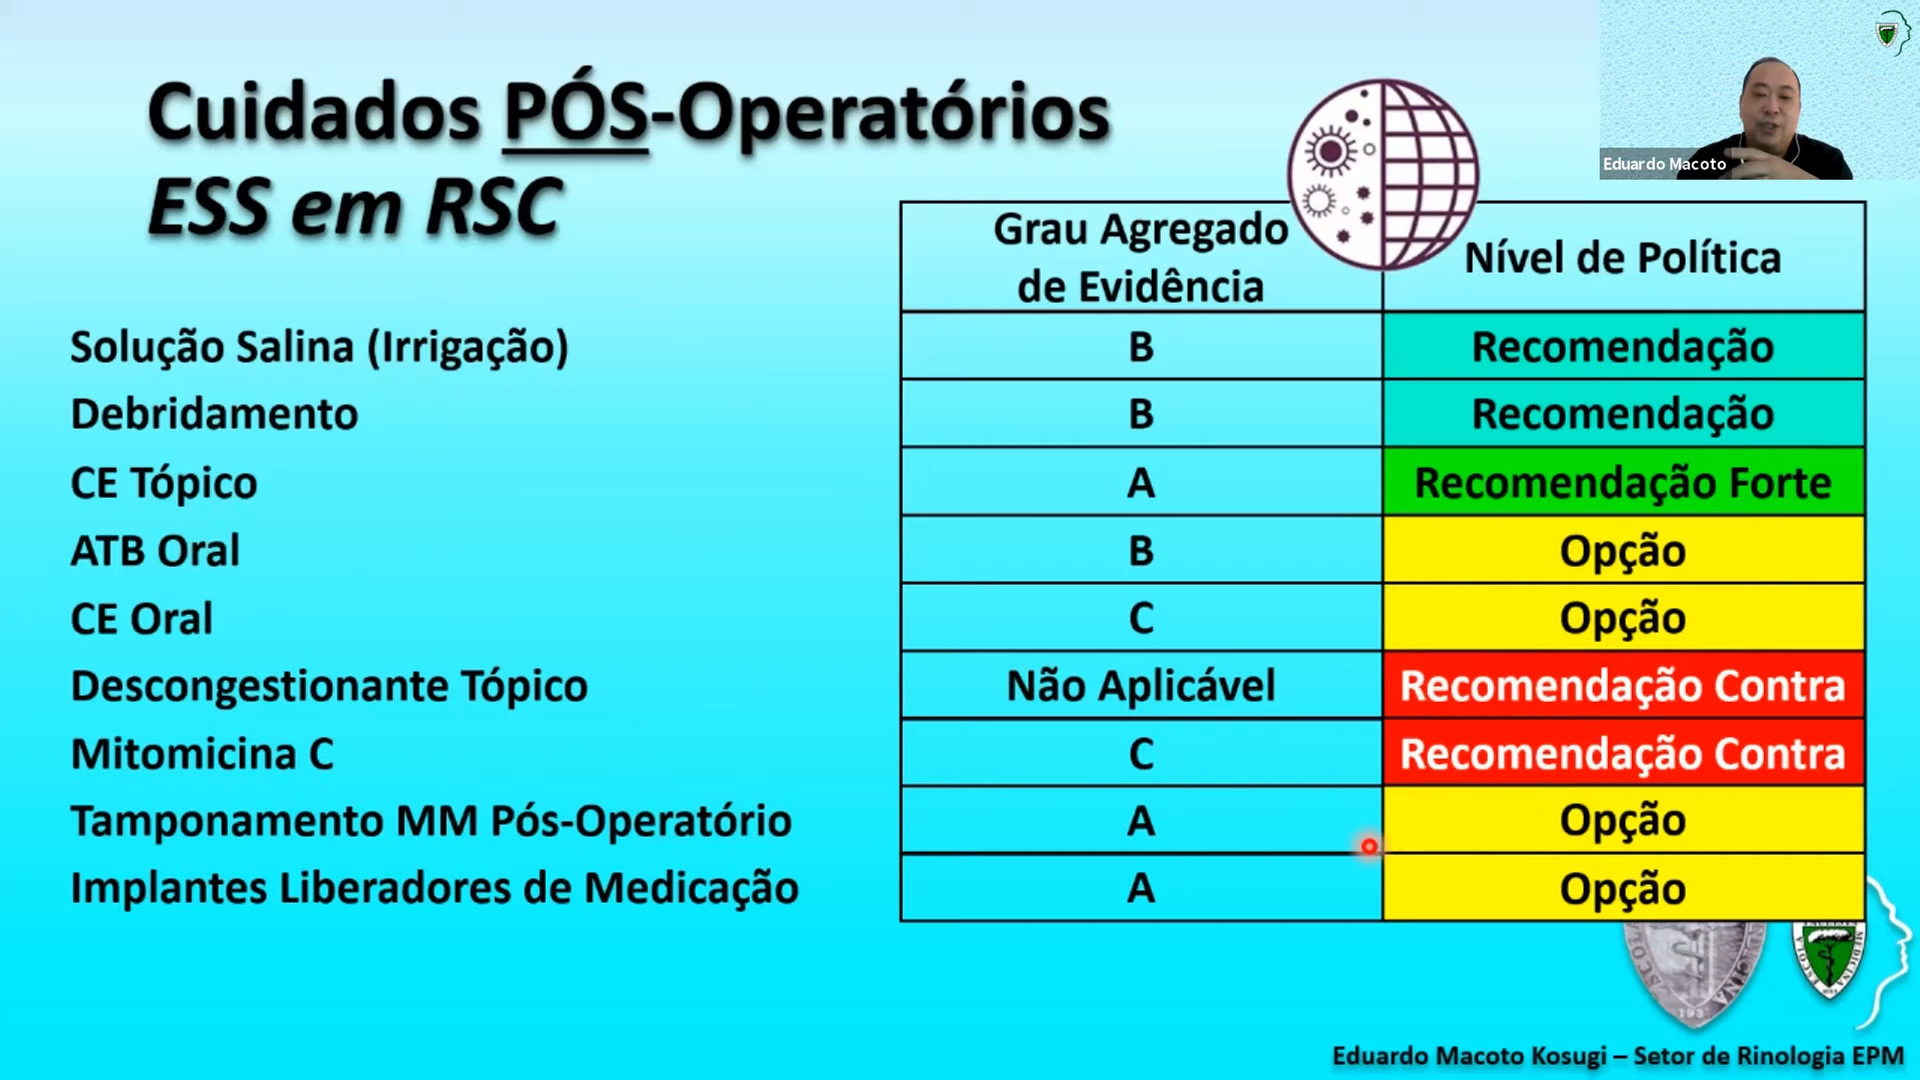 Cuidados PÓS-Operatórios
ESS em RSC
Eduardo Macoto
Grau Agregado
de Evidência
Nível de Política
Solução Salina (Irrigação) B Recomendação
Debridamento B Recomendação
CE Tópico A Recomendação Forte
ATB Oral B Opção
CE Oral C Opção
Descongestionante Tópico Não Aplicável Recomendação Contra
Mitomicina C C Recomendação Contra
Tamponamento MM Pós-Operatório A Opção
Implantes Liberadores de Medicação A Opção
Eduardo Macoto Kosugi – Setor de Rinologia EPM